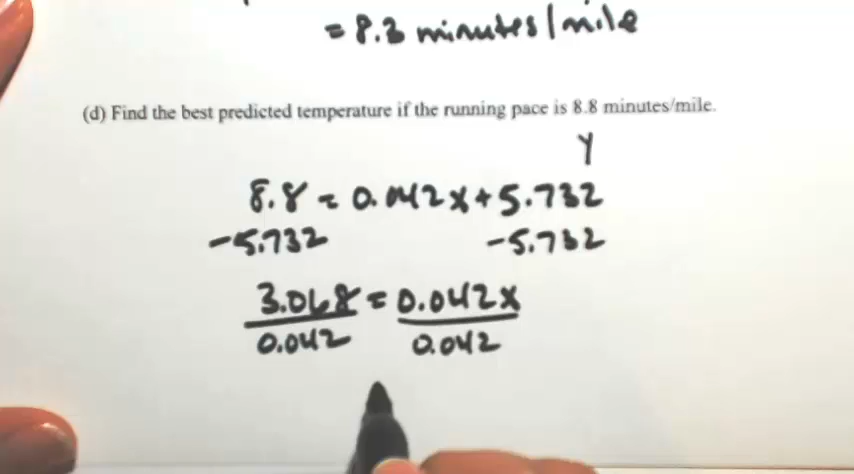 = 8.3 minutes/mile
(d) Find the best predicted temperature if the running pace is 8.8 minutes/mile.
Y
8.8 = 0.042x + 5.732
-5.732 -5.732
3.068 = 0.042x
0.042 0.042